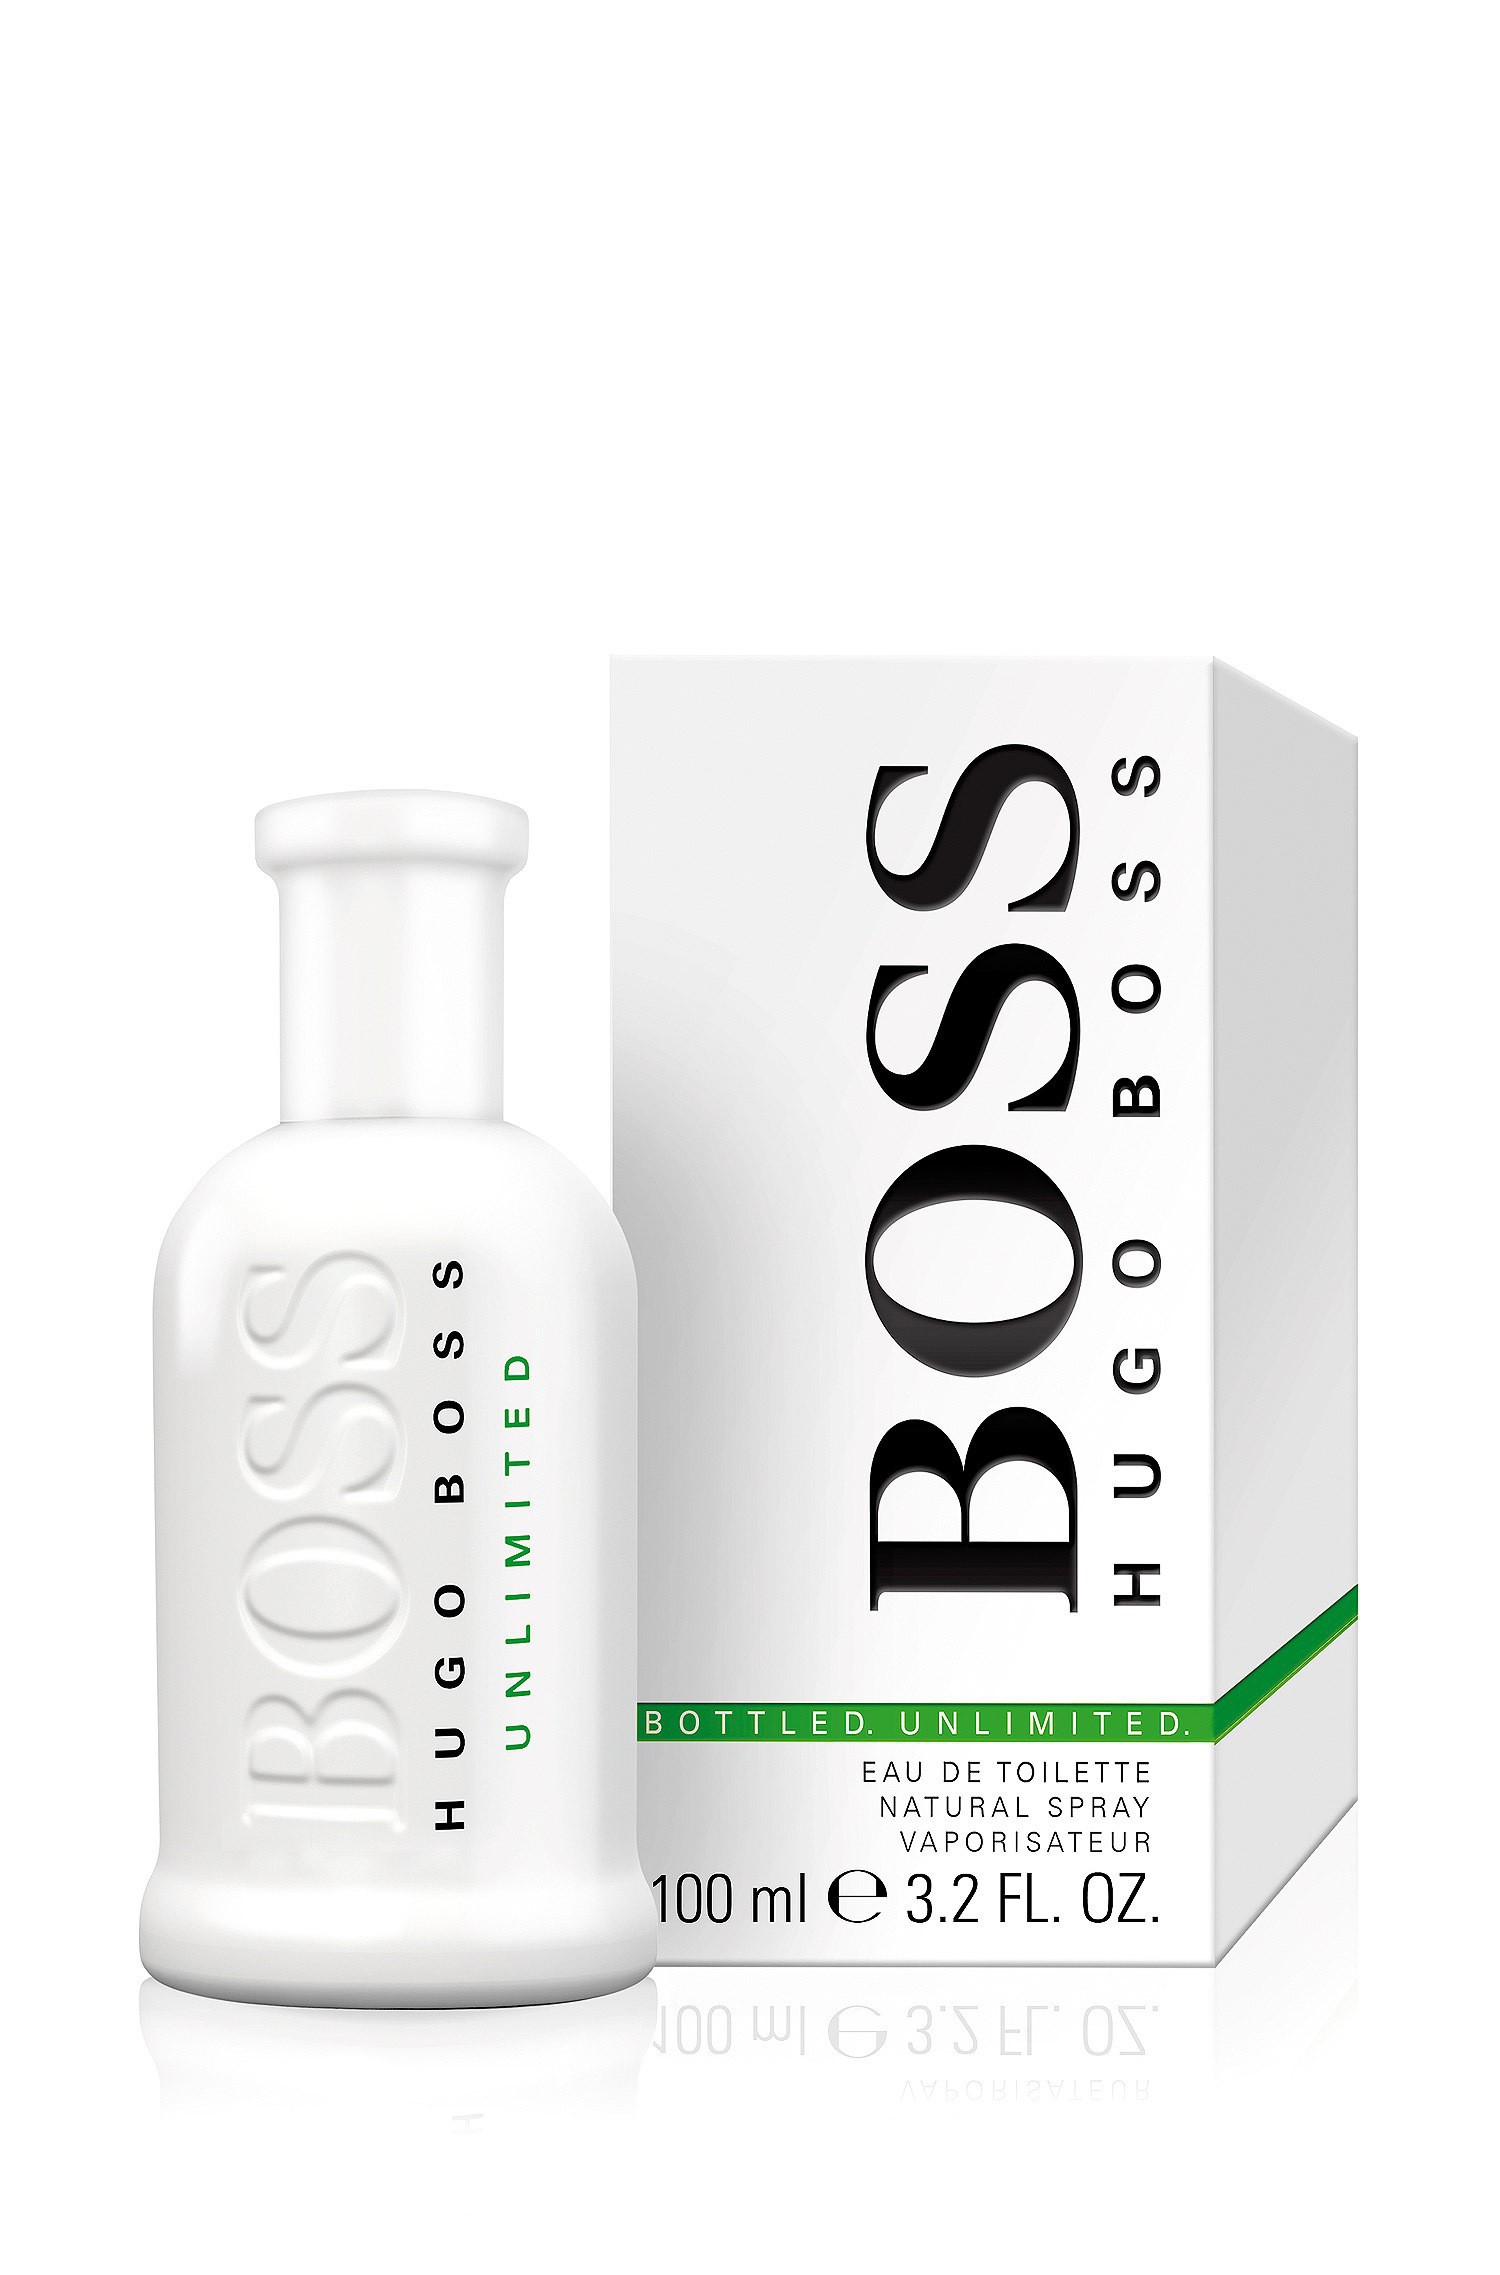 BOSS
HUGO BOSS
UNLIMITED
BOSS
HUGO BOSS
BOTTLED. UNLIMITED.
EAU DE TOILETTE
NATURAL SPRAY
VAPORISATEUR
100 ml ℮ 3.2 FL. OZ.